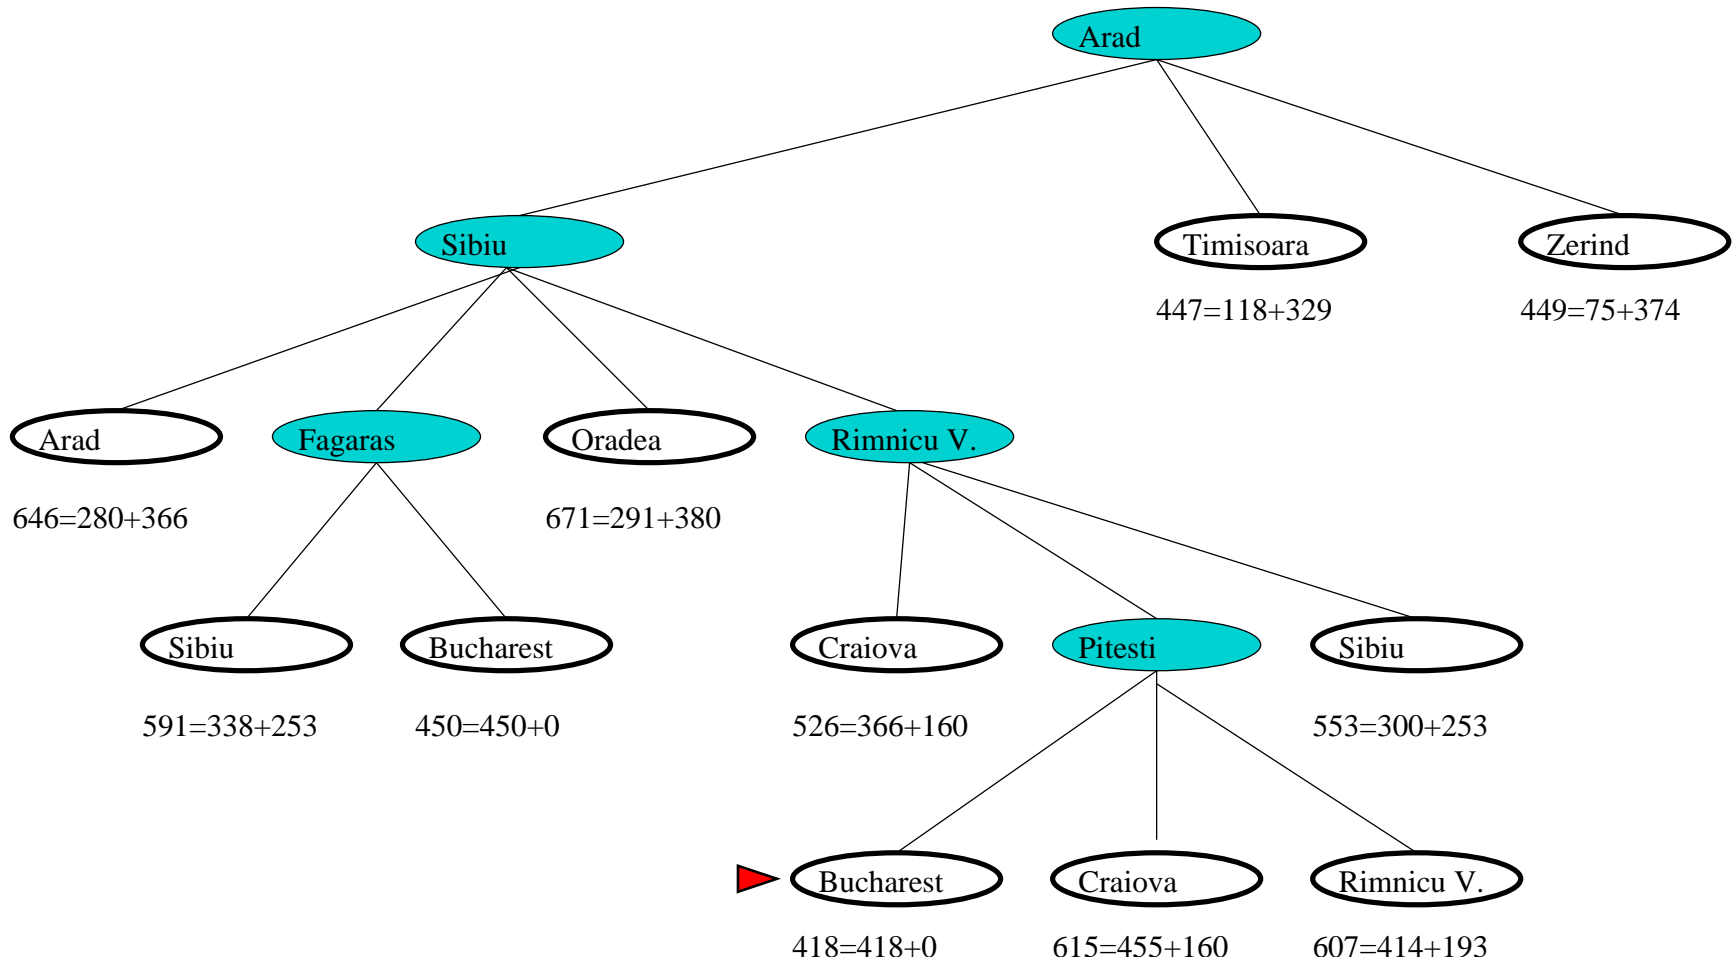 Arad
Sibiu
Timisoara
Zerind
447=118+329
449=75+374
Arad
Fagaras
Oradea
Rimnicu V.
646=280+366
671=291+380
Sibiu
Bucharest
Craiova
Pitesti
Sibiu
591=338+253
450=450+0
526=366+160
553=300+253
Bucharest
Craiova
Rimnicu V.
418=418+0
615=455+160
607=414+193